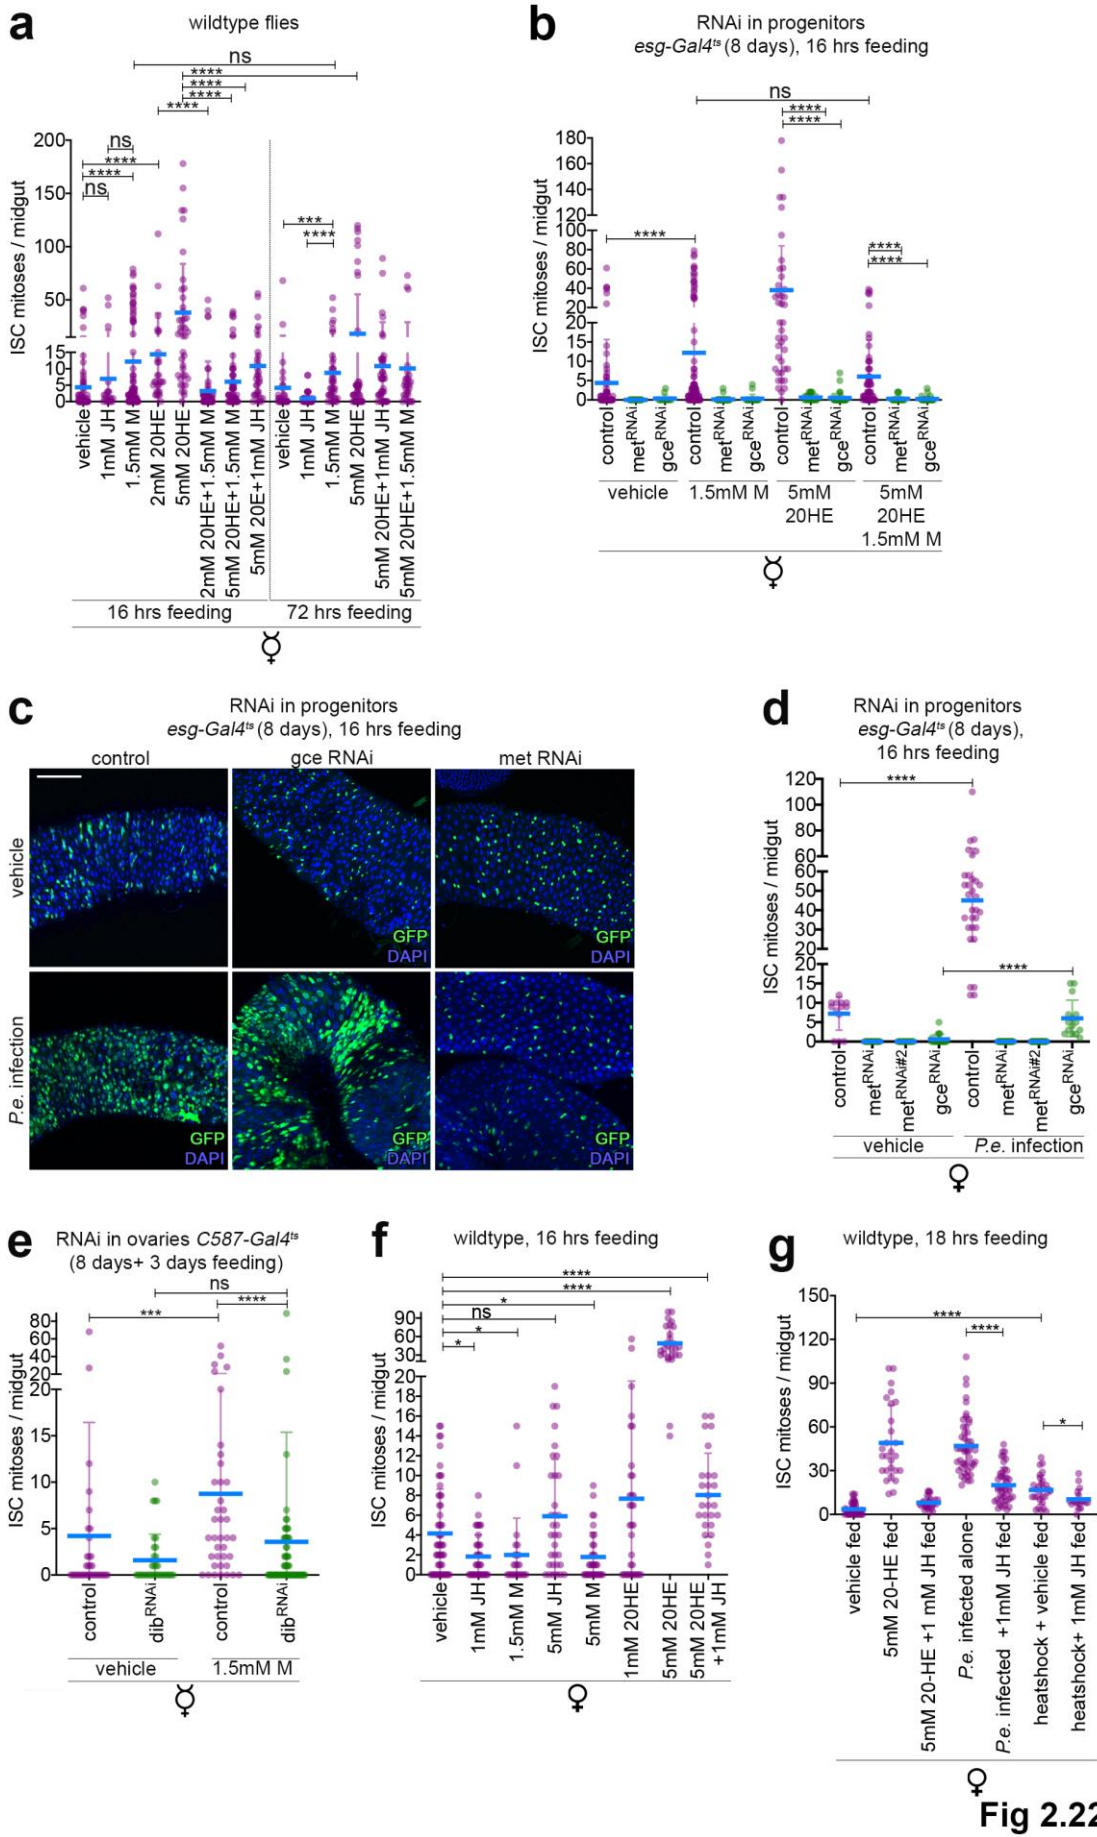 a
wildtype flies
ns
****
****
****
****
ns
****
****
ns
***
****
ISC mitoses / midgut
200
150
100
50
15
10
5
0
vehicle
1mM JH
1.5mM M
2mM 20HE
5mM 20HE
2mM 20HE+1.5mM M
5mM 20HE+1.5mM M
5mM 20E+1mM JH
vehicle
1mM JH
1.5mM M
5mM 20HE
5mM 20HE+1mM JH
5mM 20HE+1.5mM M
16 hrs feeding
72 hrs feeding
b
RNAi in progenitors
esg-Gal4ts (8 days), 16 hrs feeding
ns
****
****
****
****
****
ISC mitoses / midgut
180
160
140
120
100
80
60
40
20
20
15
10
5
0
control
metRNAi
gceRNAi
control
metRNAi
gceRNAi
control
metRNAi
gceRNAi
control
metRNAi
gceRNAi
vehicle
1.5mM M
5mM
20HE
5mM
20HE
1.5mM M
c
RNAi in progenitors
esg-Gal4ts (8 days), 16 hrs feeding
control
gce RNAi
met RNAi
vehicle
GFP
DAPI
GFP
DAPI
P.e. infection
GFP
DAPI
GFP
DAPI
GFP
DAPI
d
RNAi in progenitors
esg-Gal4ts (8 days),
16 hrs feeding
****
****
ISC mitoses / midgut
120
100
80
60
60
50
40
30
20
20
15
10
5
0
control
metRNAi
metRNAi#2
gceRNAi
control
metRNAi
metRNAi#2
gceRNAi
vehicle
P.e. infection
e
RNAi in ovaries C587-Gal4ts
(8 days+ 3 days feeding)
ns
***
****
ISC mitoses / midgut
80
60
40
20
20
15
10
5
0
control
dibRNAi
control
dibRNAi
vehicle
1.5mM M
f
wildtype, 16 hrs feeding
****
****
*
ns
*
*
ISC mitoses / midgut
90
60
30
20
18
16
14
12
10
8
6
4
2
0
vehicle
1mM JH
1.5mM M
5mM JH
5mM M
1mM 20HE
5mM 20HE
5mM 20HE
+1mM JH
g
wildtype, 18 hrs feeding
****
****
*
ISC mitoses / midgut
150
120
90
60
30
0
vehicle fed
5mM 20-HE fed
5mM 20-HE +1 mM JH fed
P.e. infected alone
P.e. infected +1mM JH fed
heatshock + vehicle fed
heatshock+ 1mM JH fed
Fig 2.22